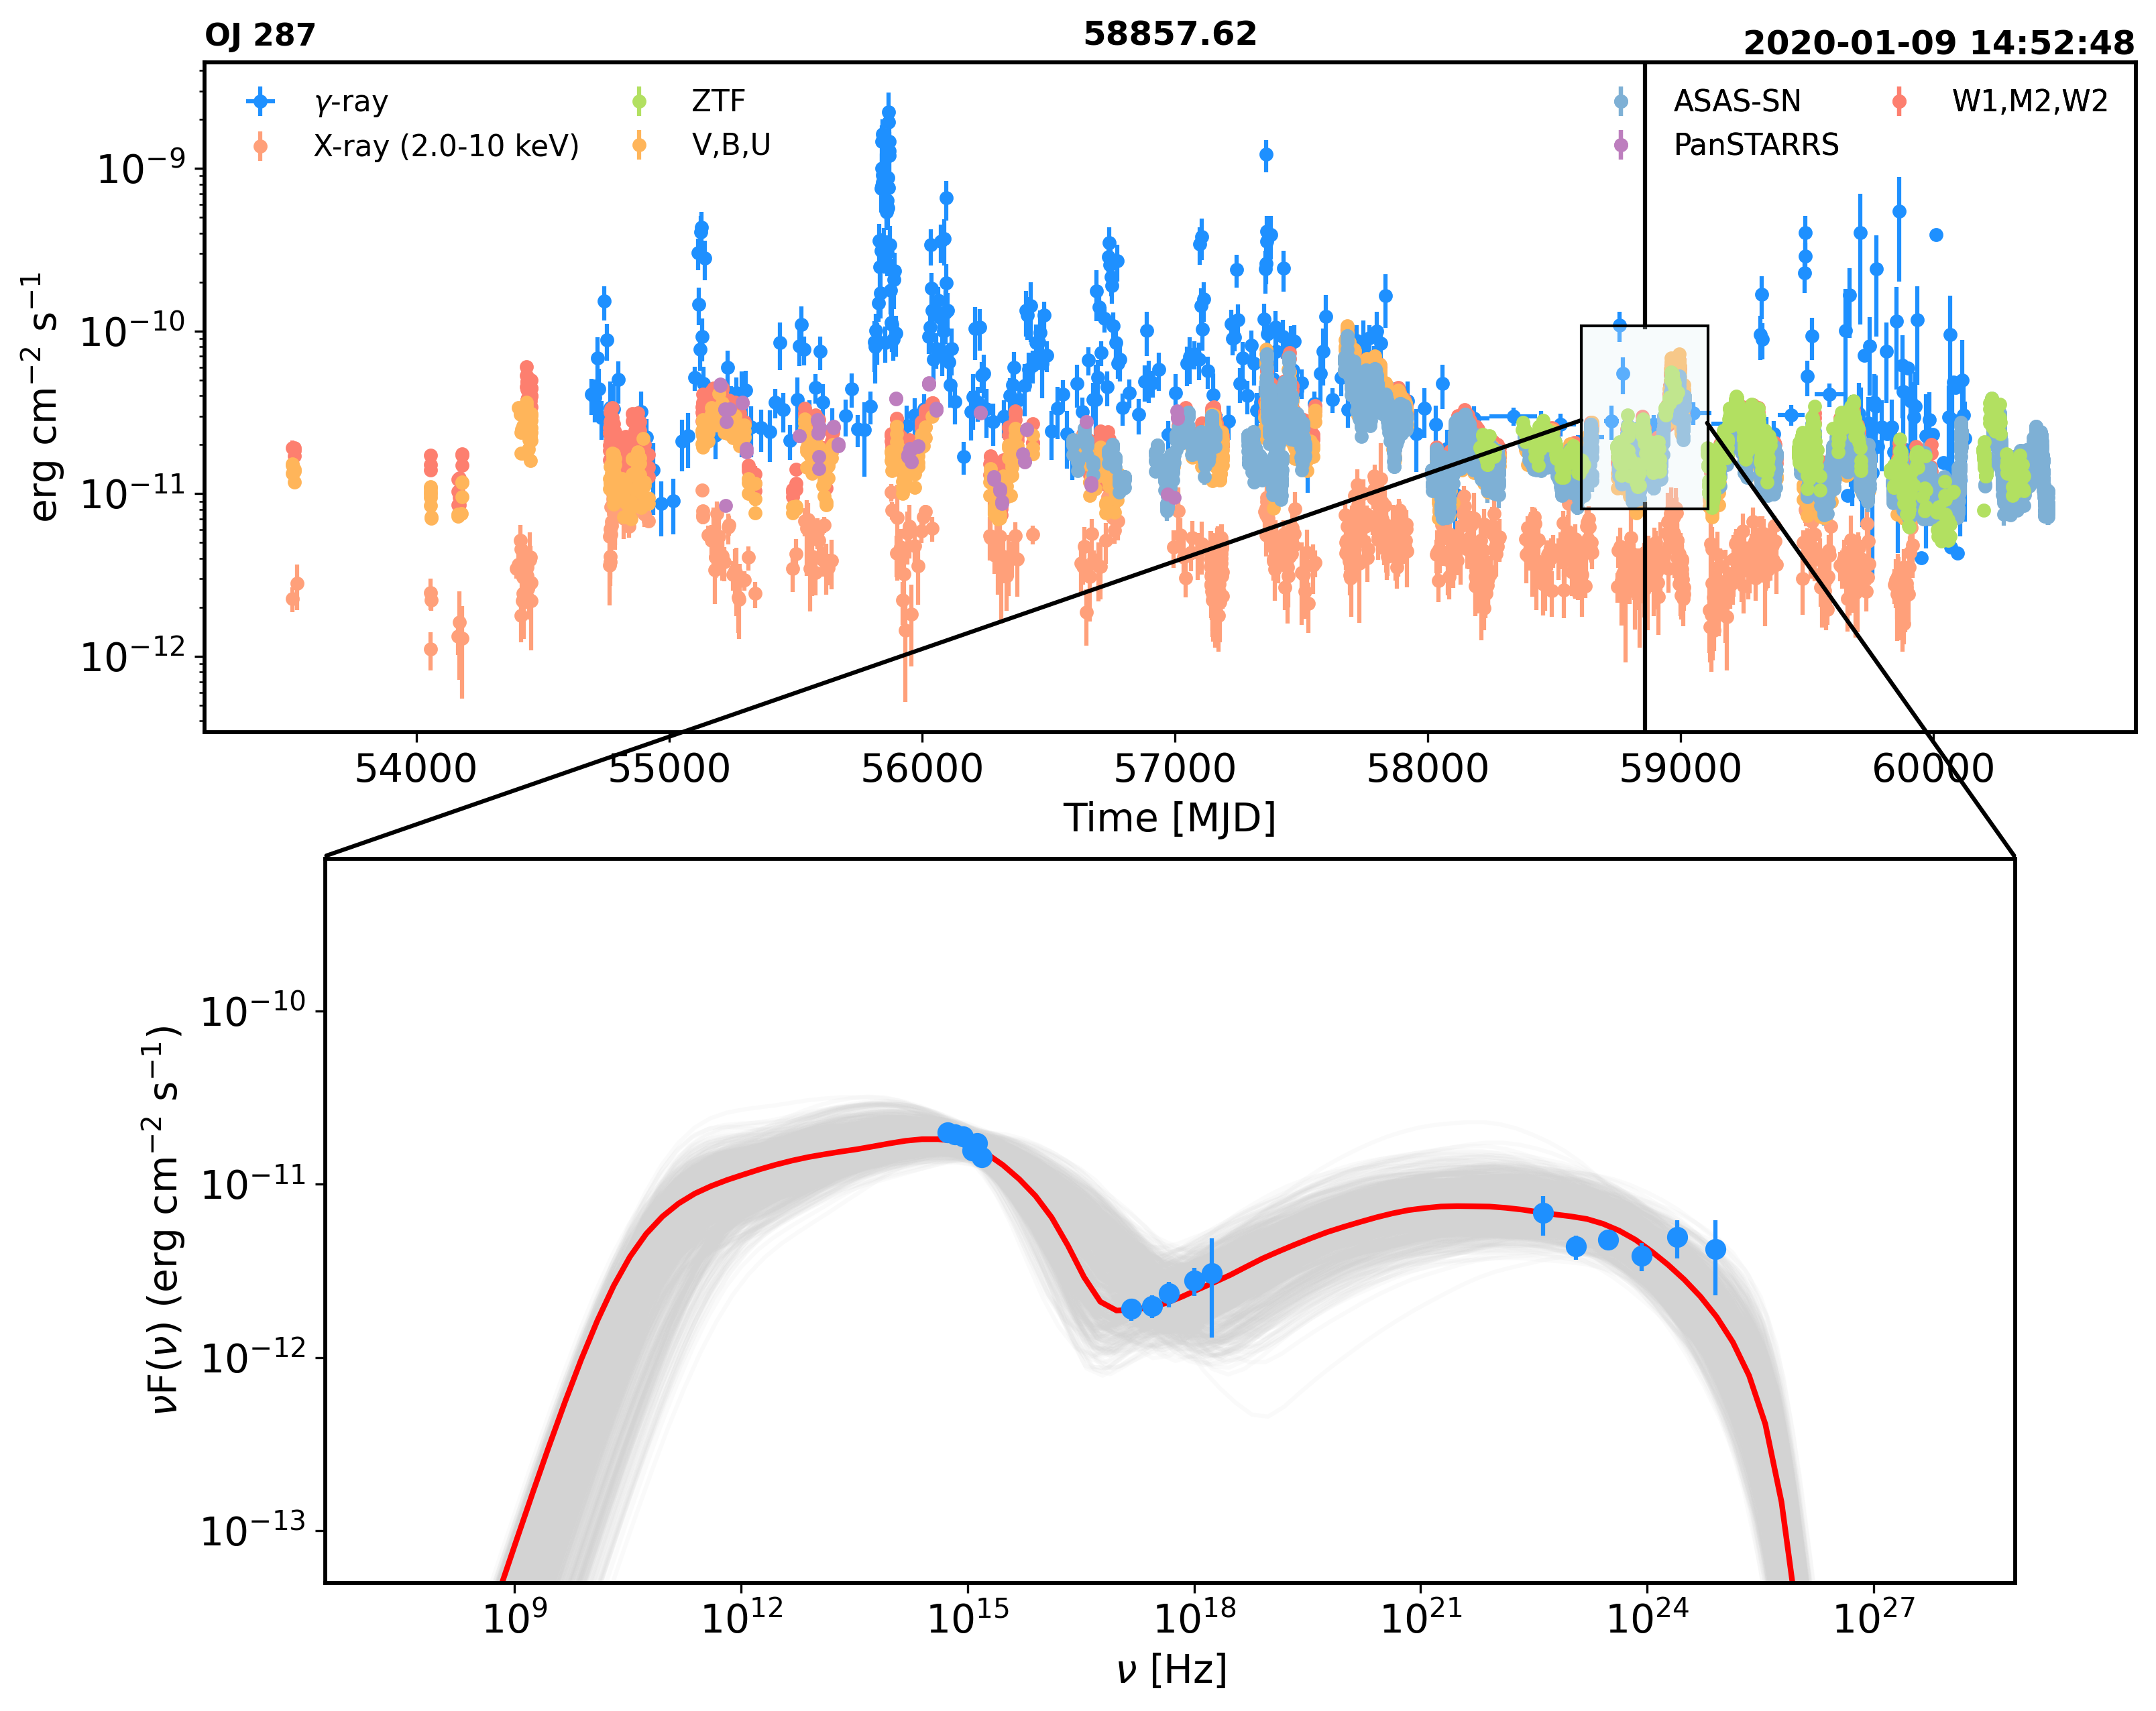 OJ 287 58857.62 2020-01-09 14:52:48
γ-ray ZTF ASAS-SN W1,M2,W2
X-ray (2.0-10 keV) V,B,U PanSTARRS
10⁻⁹
10⁻¹⁰
10⁻¹¹
10⁻¹²
erg cm⁻² s⁻¹
54000 55000 56000 57000 58000 59000 60000
Time [MJD]
10⁻¹⁰
10⁻¹¹
10⁻¹²
10⁻¹³
νF(ν) (erg cm⁻² s⁻¹)
10⁹ 10¹² 10¹⁵ 10¹⁸ 10²¹ 10²⁴ 10²⁷
ν [Hz]